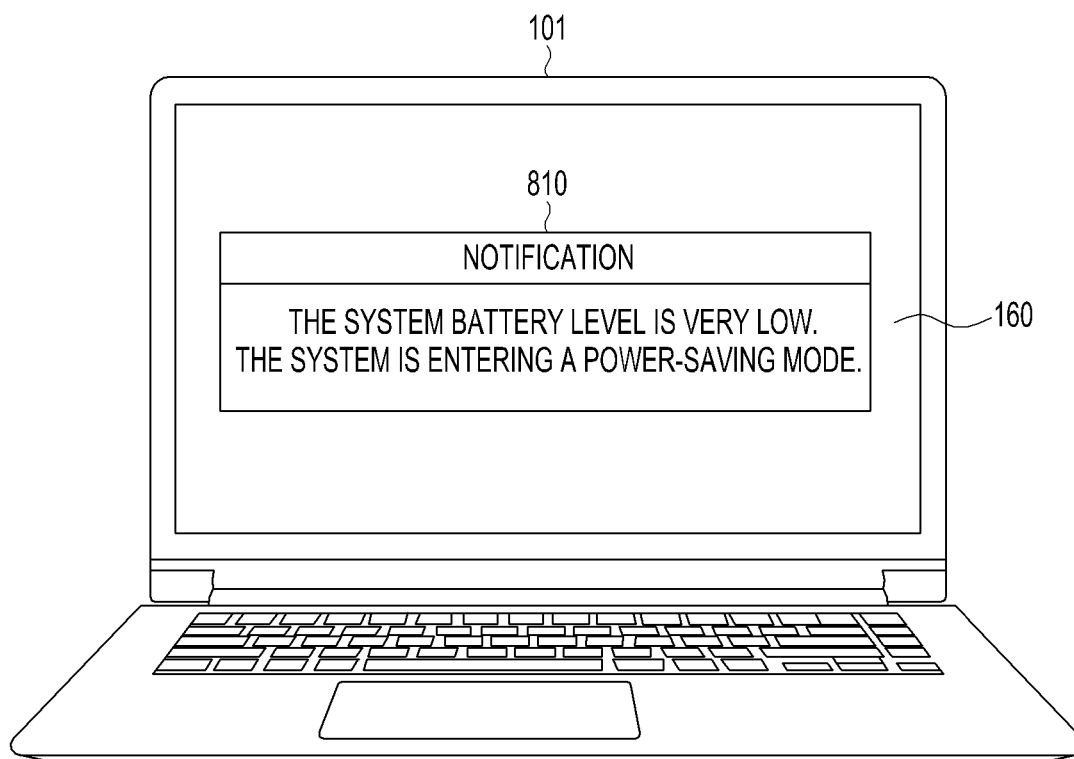 101
810
NOTIFICATION
THE SYSTEM BATTERY LEVEL IS VERY LOW.
160
THE SYSTEM IS ENTERING A POWER-SAVING MODE.